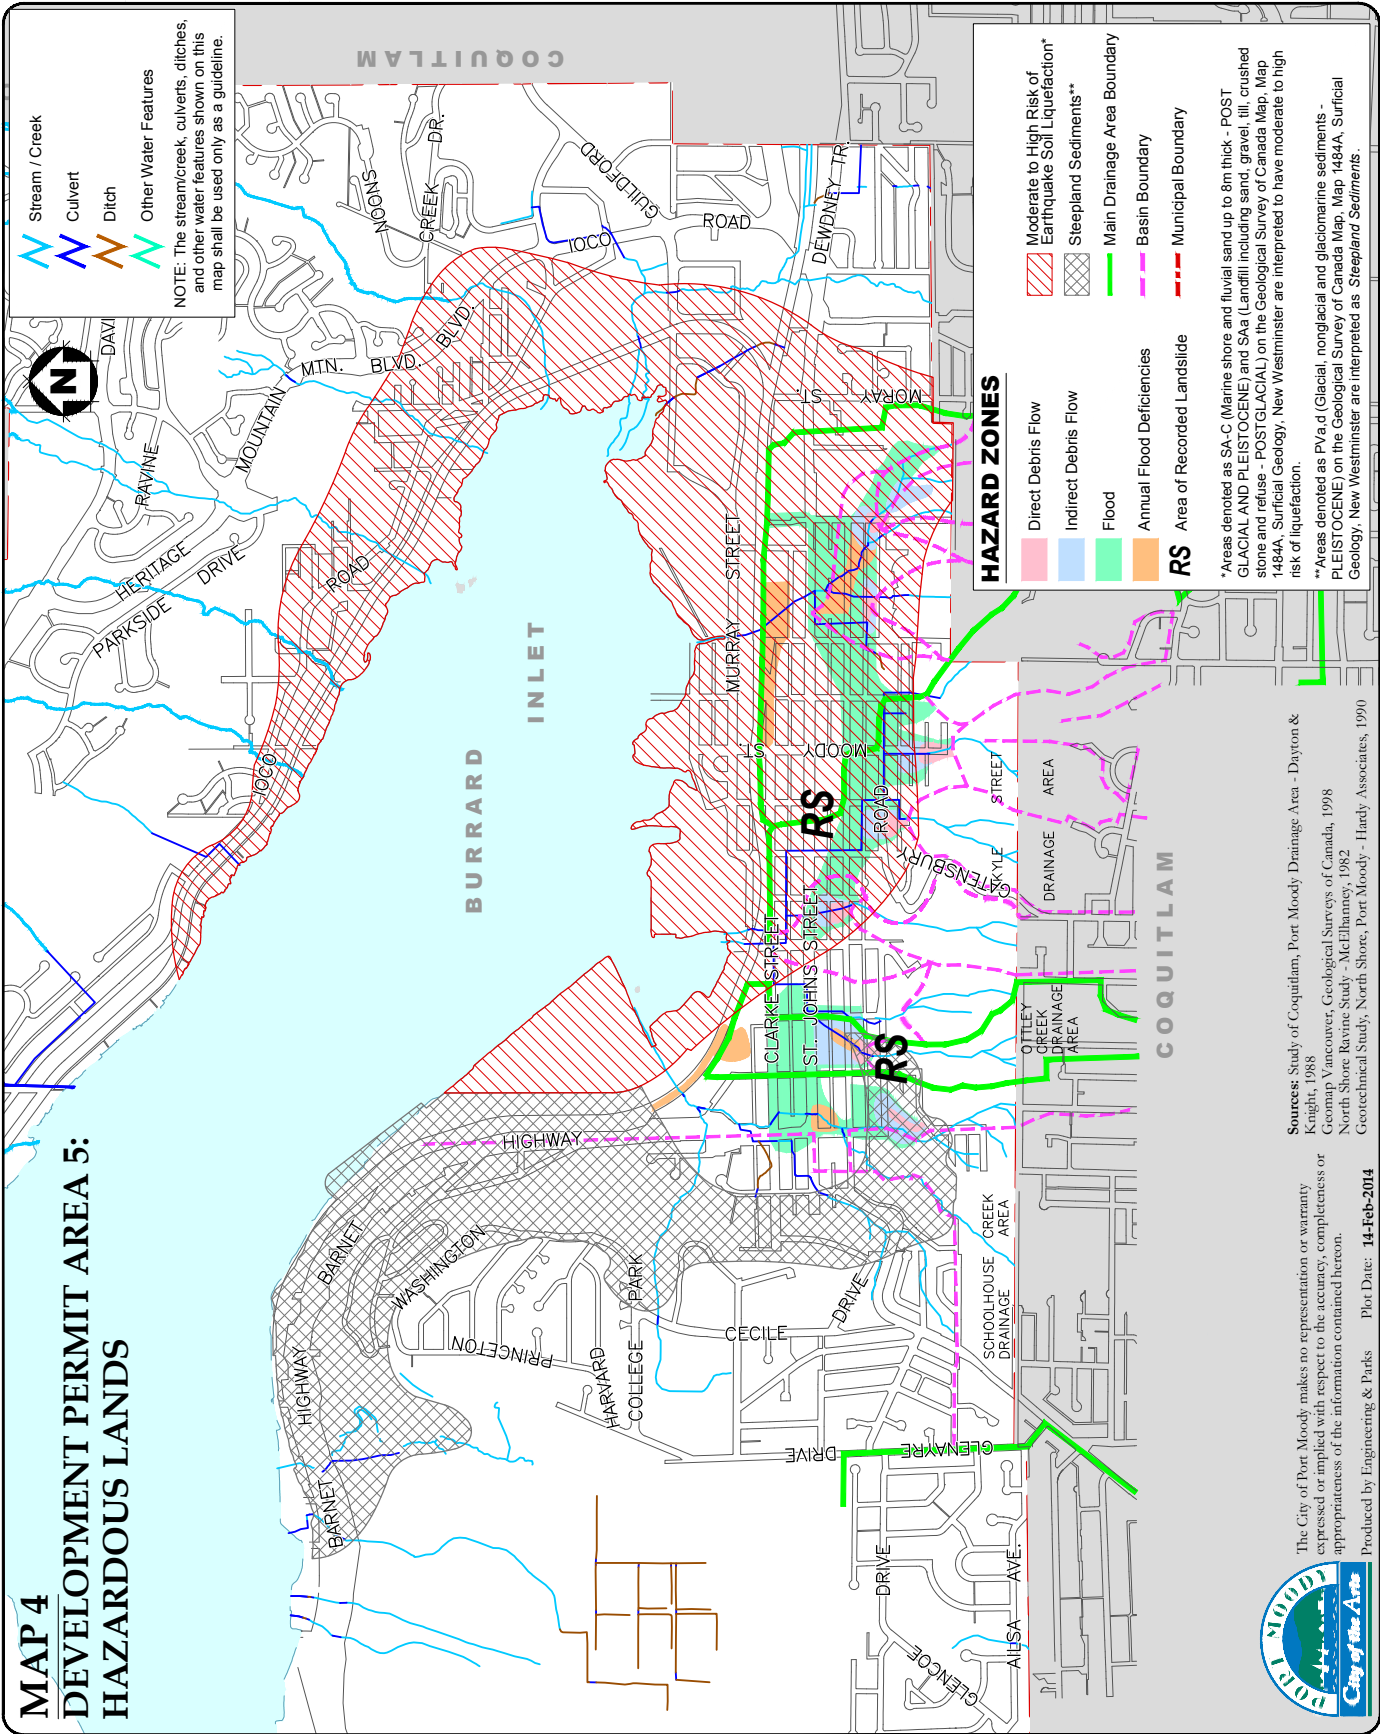 MAP 4
DEVELOPMENT PERMIT AREA 5:
HAZARDOUS LANDS
Stream / Creek
Culvert
Ditch
Other Water Features
NOTE: The stream/creek, culverts, ditches,
and other water features shown on this
map shall be used only as a guideline.
N
COQUITLAM
DAVI
NOONS
CREEK
DR.
GUILDFORD
IOCO
ROAD
DEWDNEY TR.
MTN.
BLVD.
BLVD.
MOUNTAIN
RAVINE
HERITAGE
DRIVE
PARKSIDE
ROAD
IOCO
BURRARD
INLET
MURRAY STREET
MORAY
ST.
MOODY
ST.
RS
ROAD
GATENSBURY
CLARKE STREET
ST. JOHNS STREET
RS
KYLE STREET
DRAINAGE AREA
OTTLEY
CREEK
DRAINAGE
AREA
COQUITLAM
HIGHWAY
BARNET
WASHINGTON
HIGHWAY
BARNET
PRINCETON
HARVARD
COLLEGE PARK
CECILE
DRIVE
SCHOOLHOUSE CREEK
DRAINAGE AREA
GLENAYRE
DRIVE
DRIVE
GLENCOE
AILSA AVE.
HAZARD ZONES
Direct Debris Flow
Indirect Debris Flow
Flood
Annual Flood Deficiencies
RS Area of Recorded Landslide
Moderate to High Risk of
Earthquake Soil Liquefaction*
Steepland Sediments**
Main Drainage Area Boundary
Basin Boundary
Municipal Boundary
*Areas denoted as SA-C (Marine shore and fluvial sand up to 8m thick - POST
GLACIAL AND PLEISTOCENE) and SAa (Landfill including sand, gravel, till, crushed
stone and refuse - POSTGLACIAL) on the Geological Survey of Canada Map, Map
1484A, Surficial Geology, New Westminster are interpreted to have moderate to high
risk of liquefaction.
**Areas denoted as PVa,d (Glacial, nonglacial and glaciomarine sediments -
PLEISTOCENE) on the Geological Survey of Canada Map, Map 1484A, Surficial
Geology, New Westminster are interpreted as Steepland Sediments.
Sources: Study of Coquitlam, Port Moody Drainage Area - Dayton &
Knight, 1988
Geomap Vancouver, Geological Surveys of Canada, 1998
North Shore Ravine Study - McElhanney, 1982
Geotechnical Study, North Shore, Port Moody - Hardy Associates, 1990
The City of Port Moody makes no representation or warranty
expressed or implied with respect to the accuracy, completeness or
appropriateness of the information contained hereon.
Produced by Engineering & Parks Plot Date: 14-Feb-2014
PORT MOODY
City of the Arts